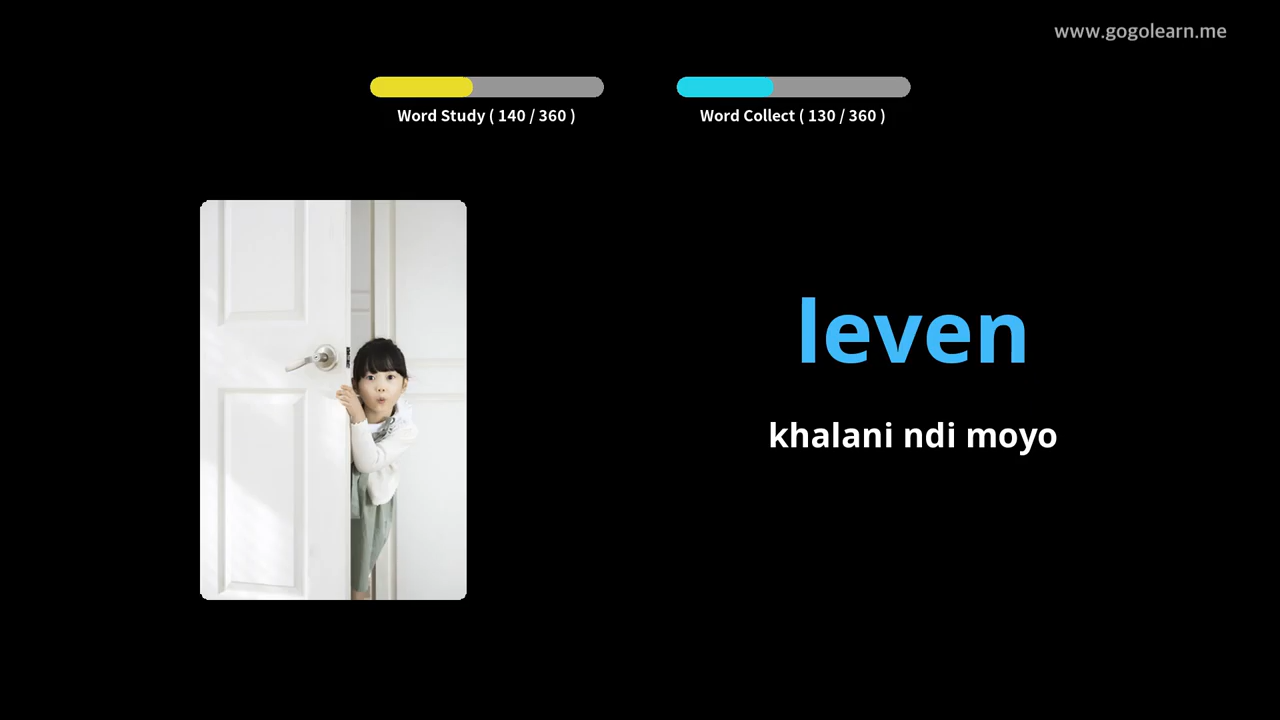 www.gogolearn.me
Word Study ( 140 / 360 )
Word Collect ( 130 / 360 )
leven
khalani ndi moyo